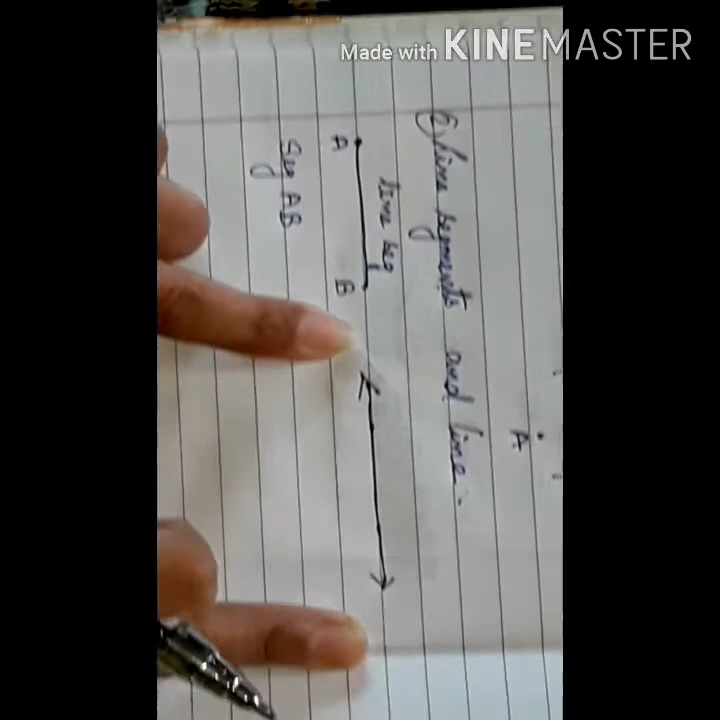 Made with KINEMASTER
A
② line segments and line.
line seg
A B
Seg AB